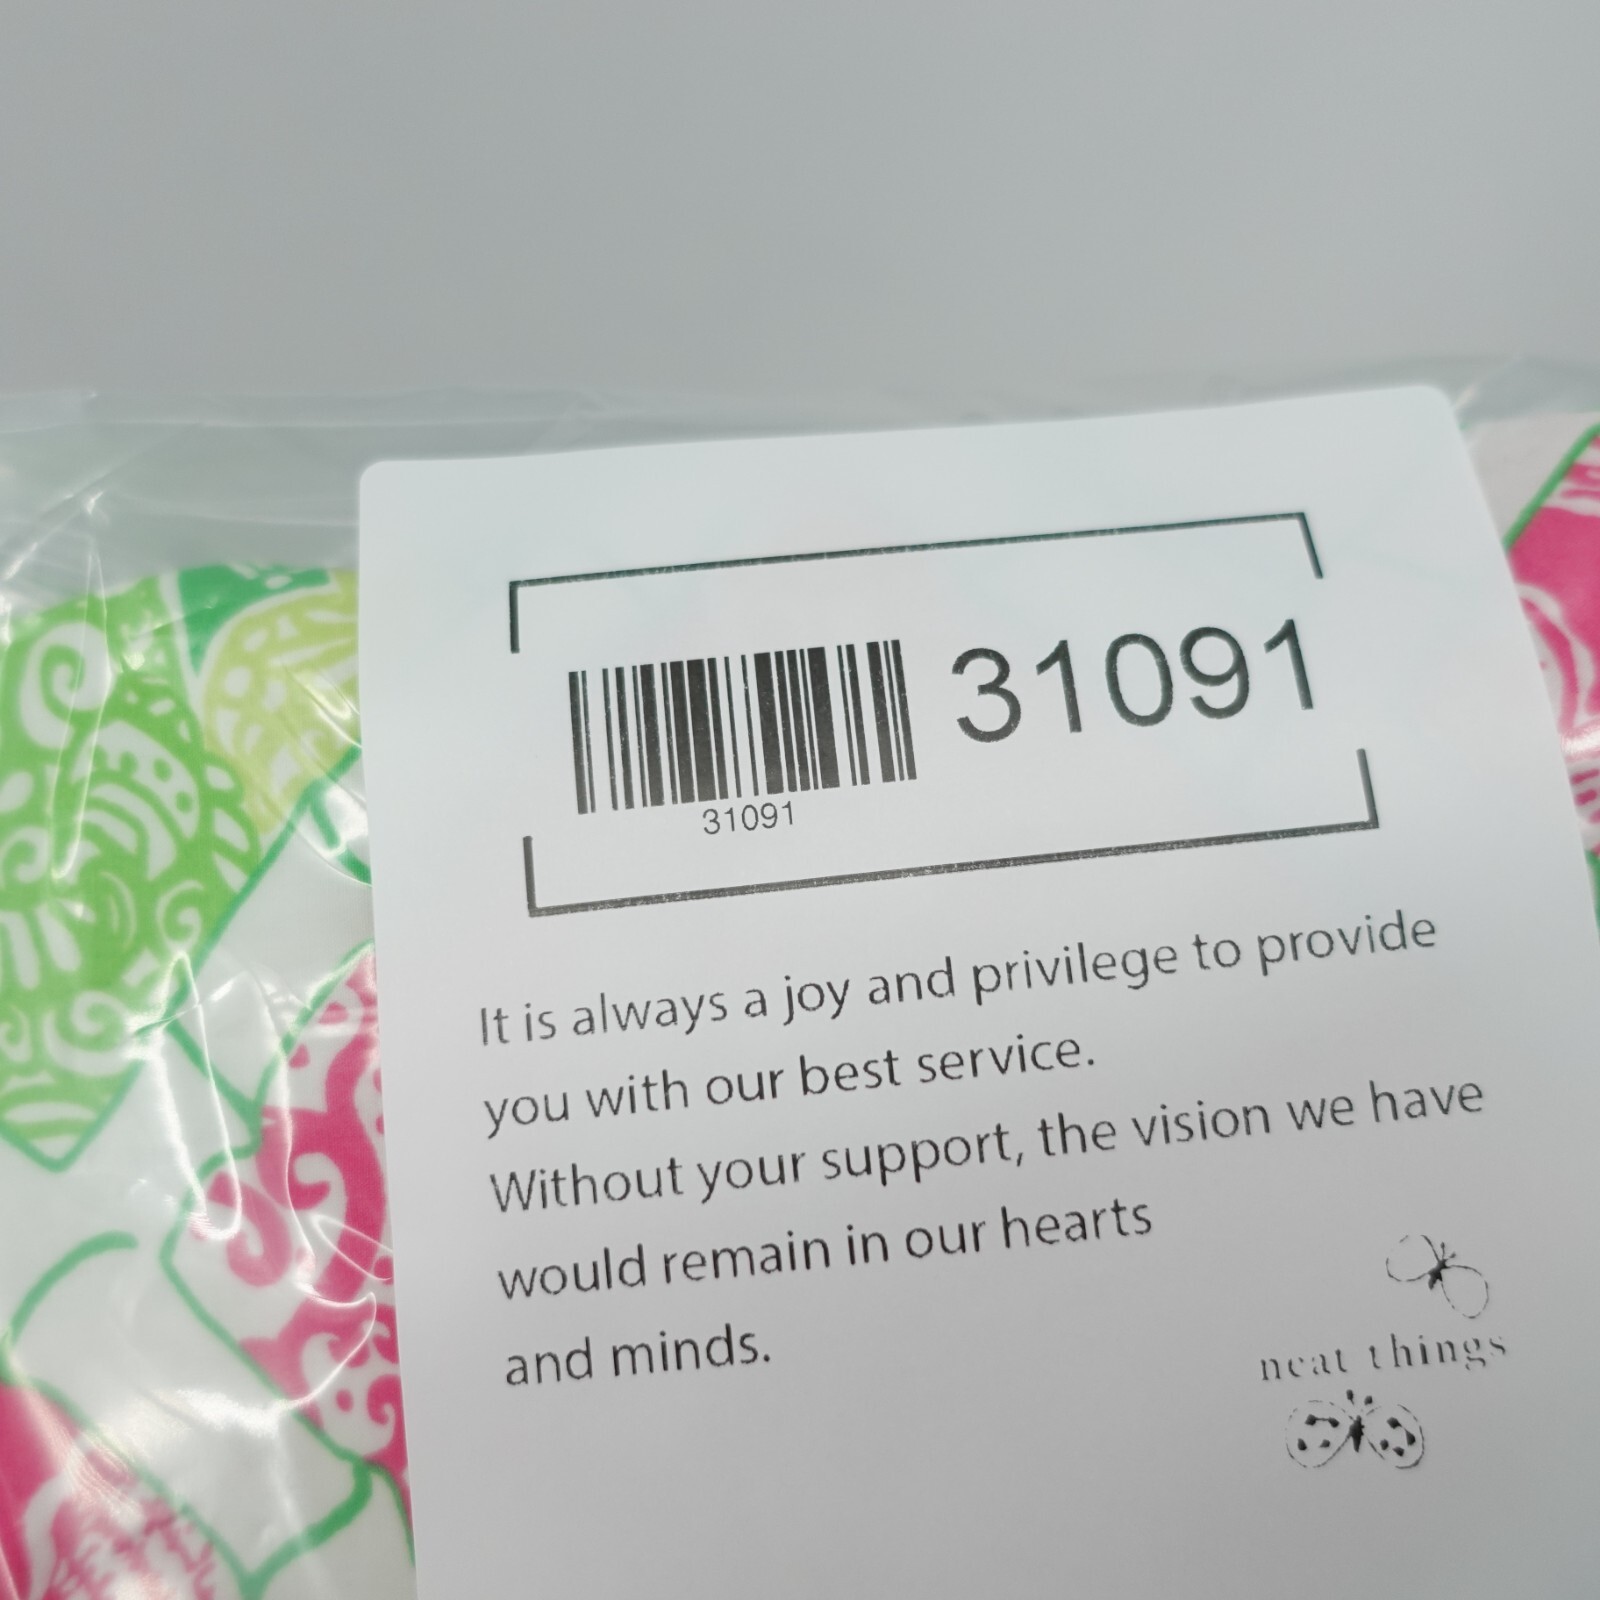 31091
31091
It is always a joy and privilege to provide
you with our best service.
Without your support, the vision we have
would remain in our hearts
and minds.
neat things